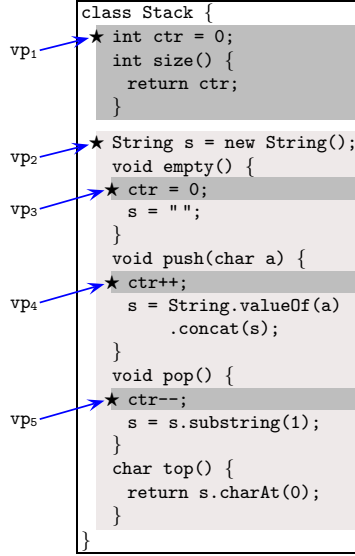 class Stack {
vp₁ ★ int ctr = 0;
int size() {
return ctr;
}
vp₂ ★ String s = new String();
void empty() {
vp₃ ★ ctr = 0;
s = " ";
}
void push(char a) {
vp₄ ★ ctr++;
s = String.valueOf(a)
.concat(s);
}
void pop() {
vp₅ ★ ctr--;
s = s.substring(1);
}
char top() {
return s.charAt(0);
}
}